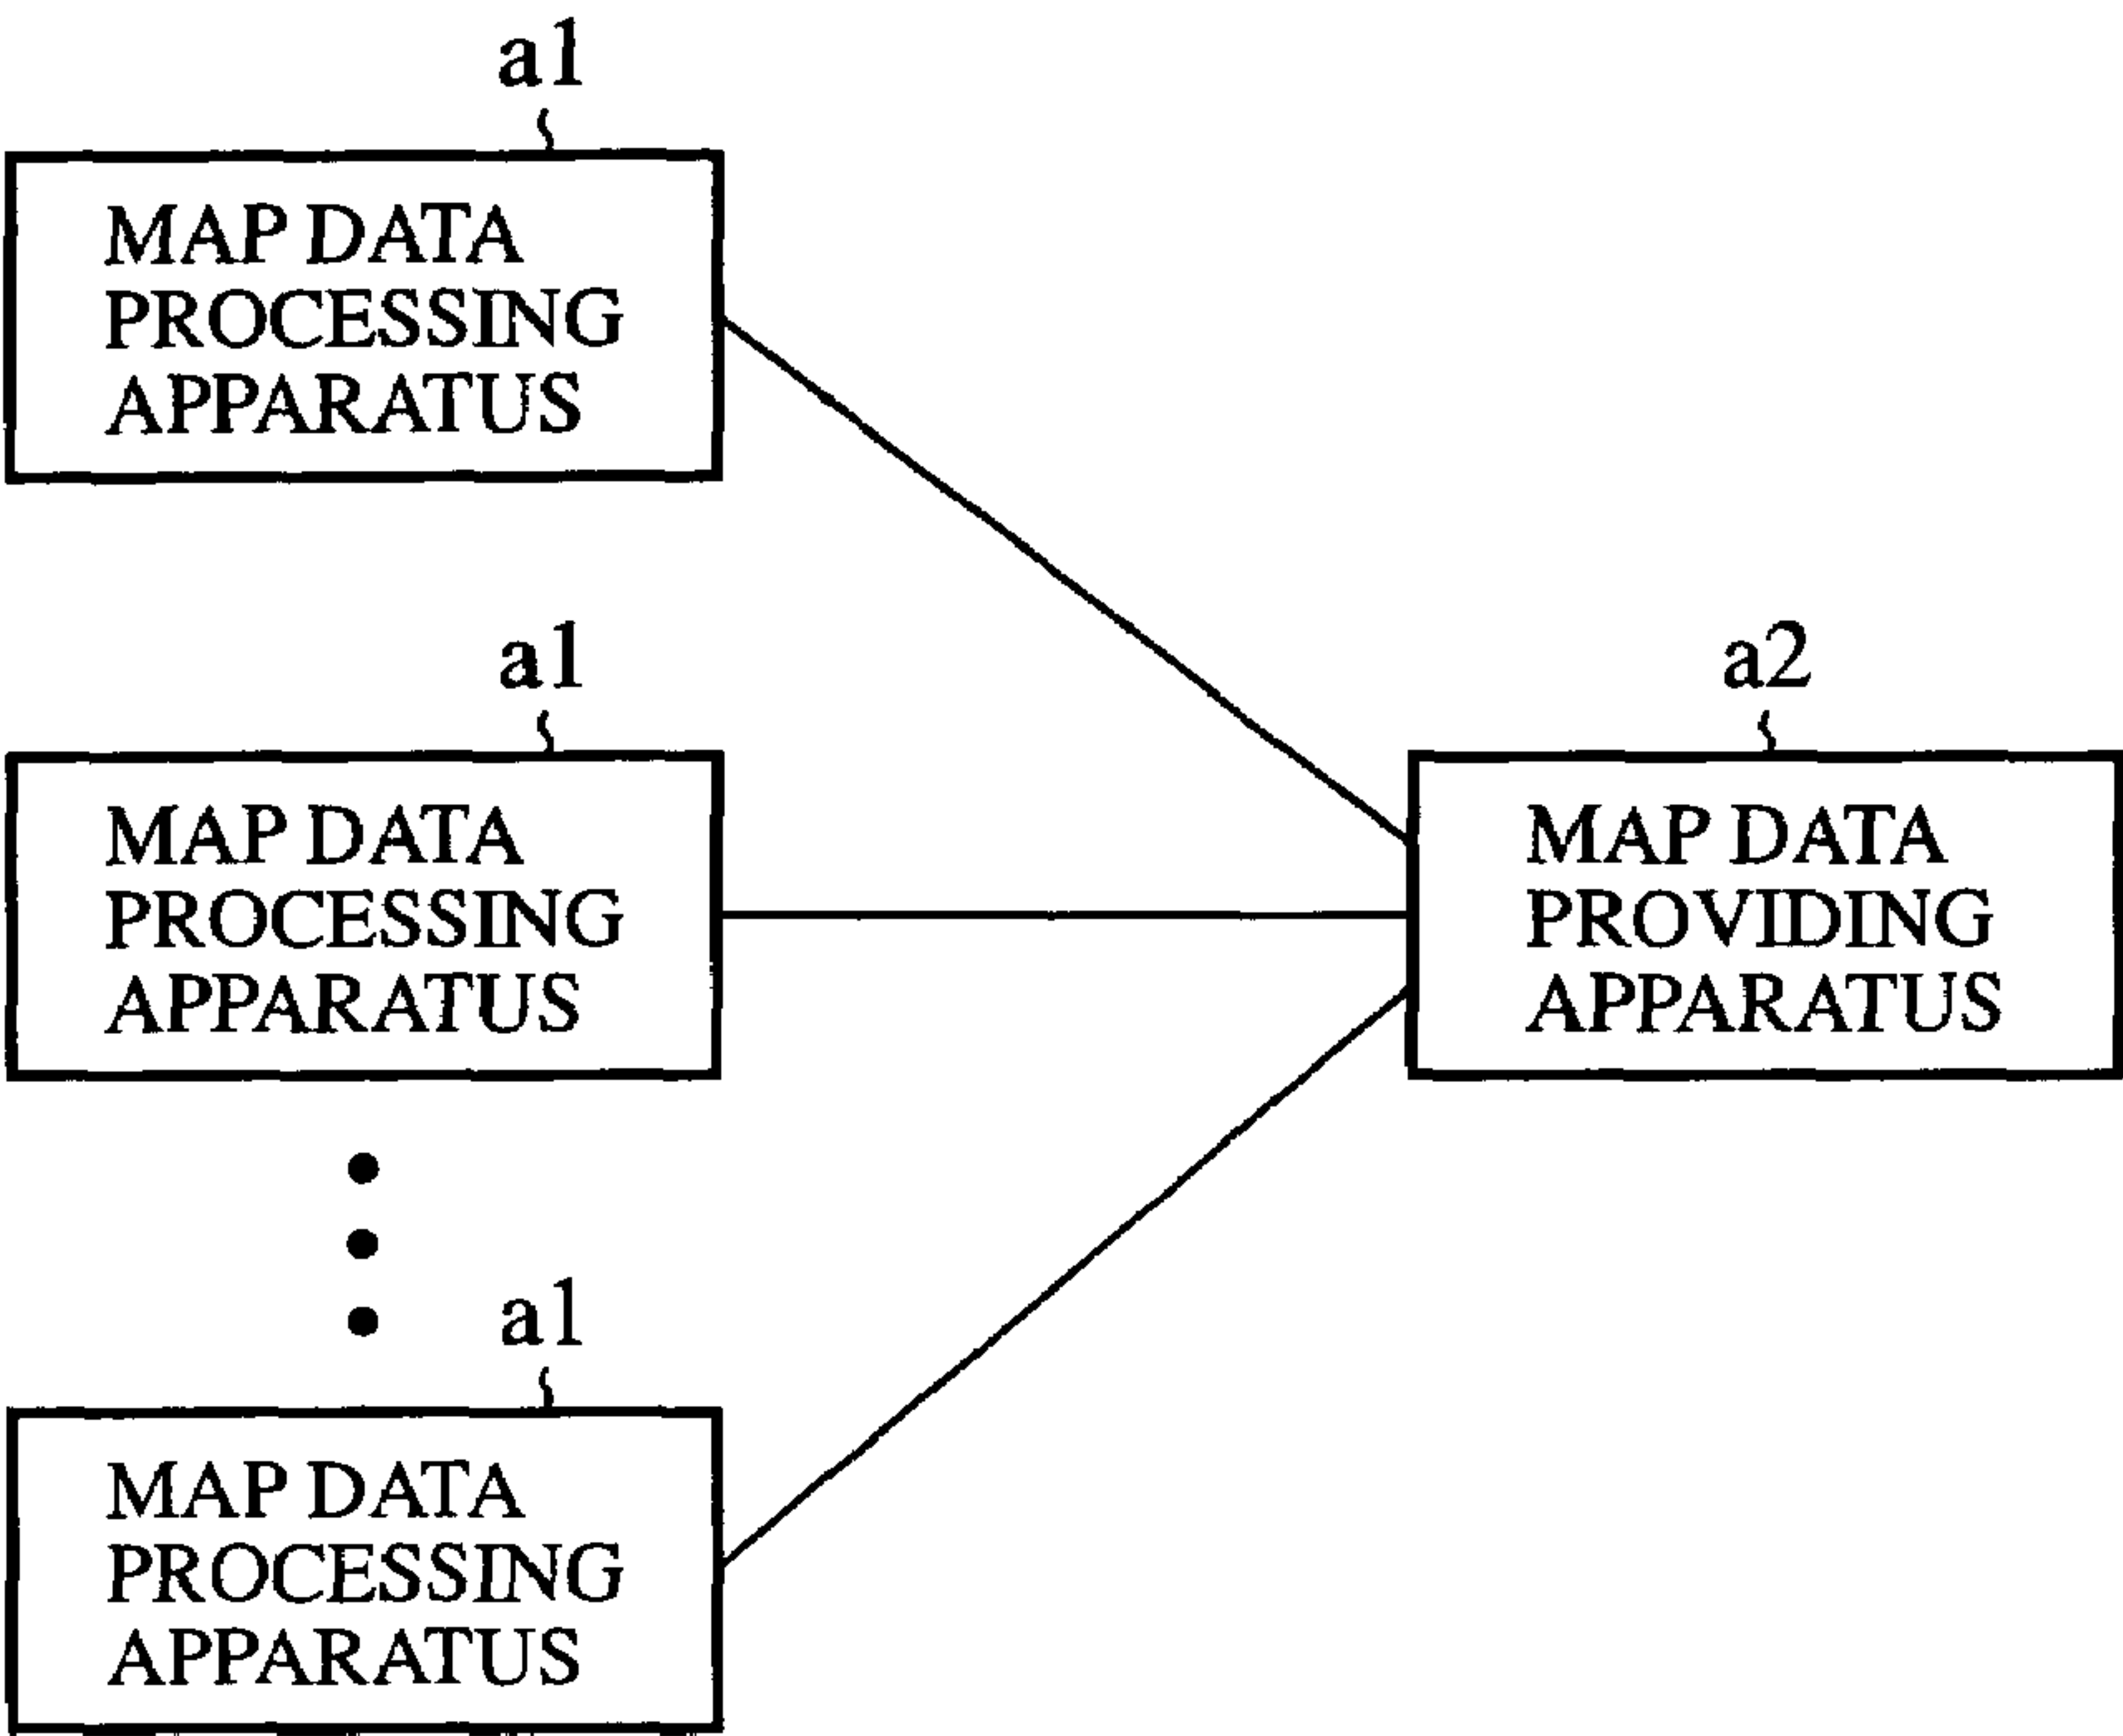 a1
MAP DATA
PROCESSING
APPARATUS
a1
MAP DATA
PROCESSING
APPARATUS
a2
MAP DATA
PROVIDING
APPARATUS
a1
MAP DATA
PROCESSING
APPARATUS